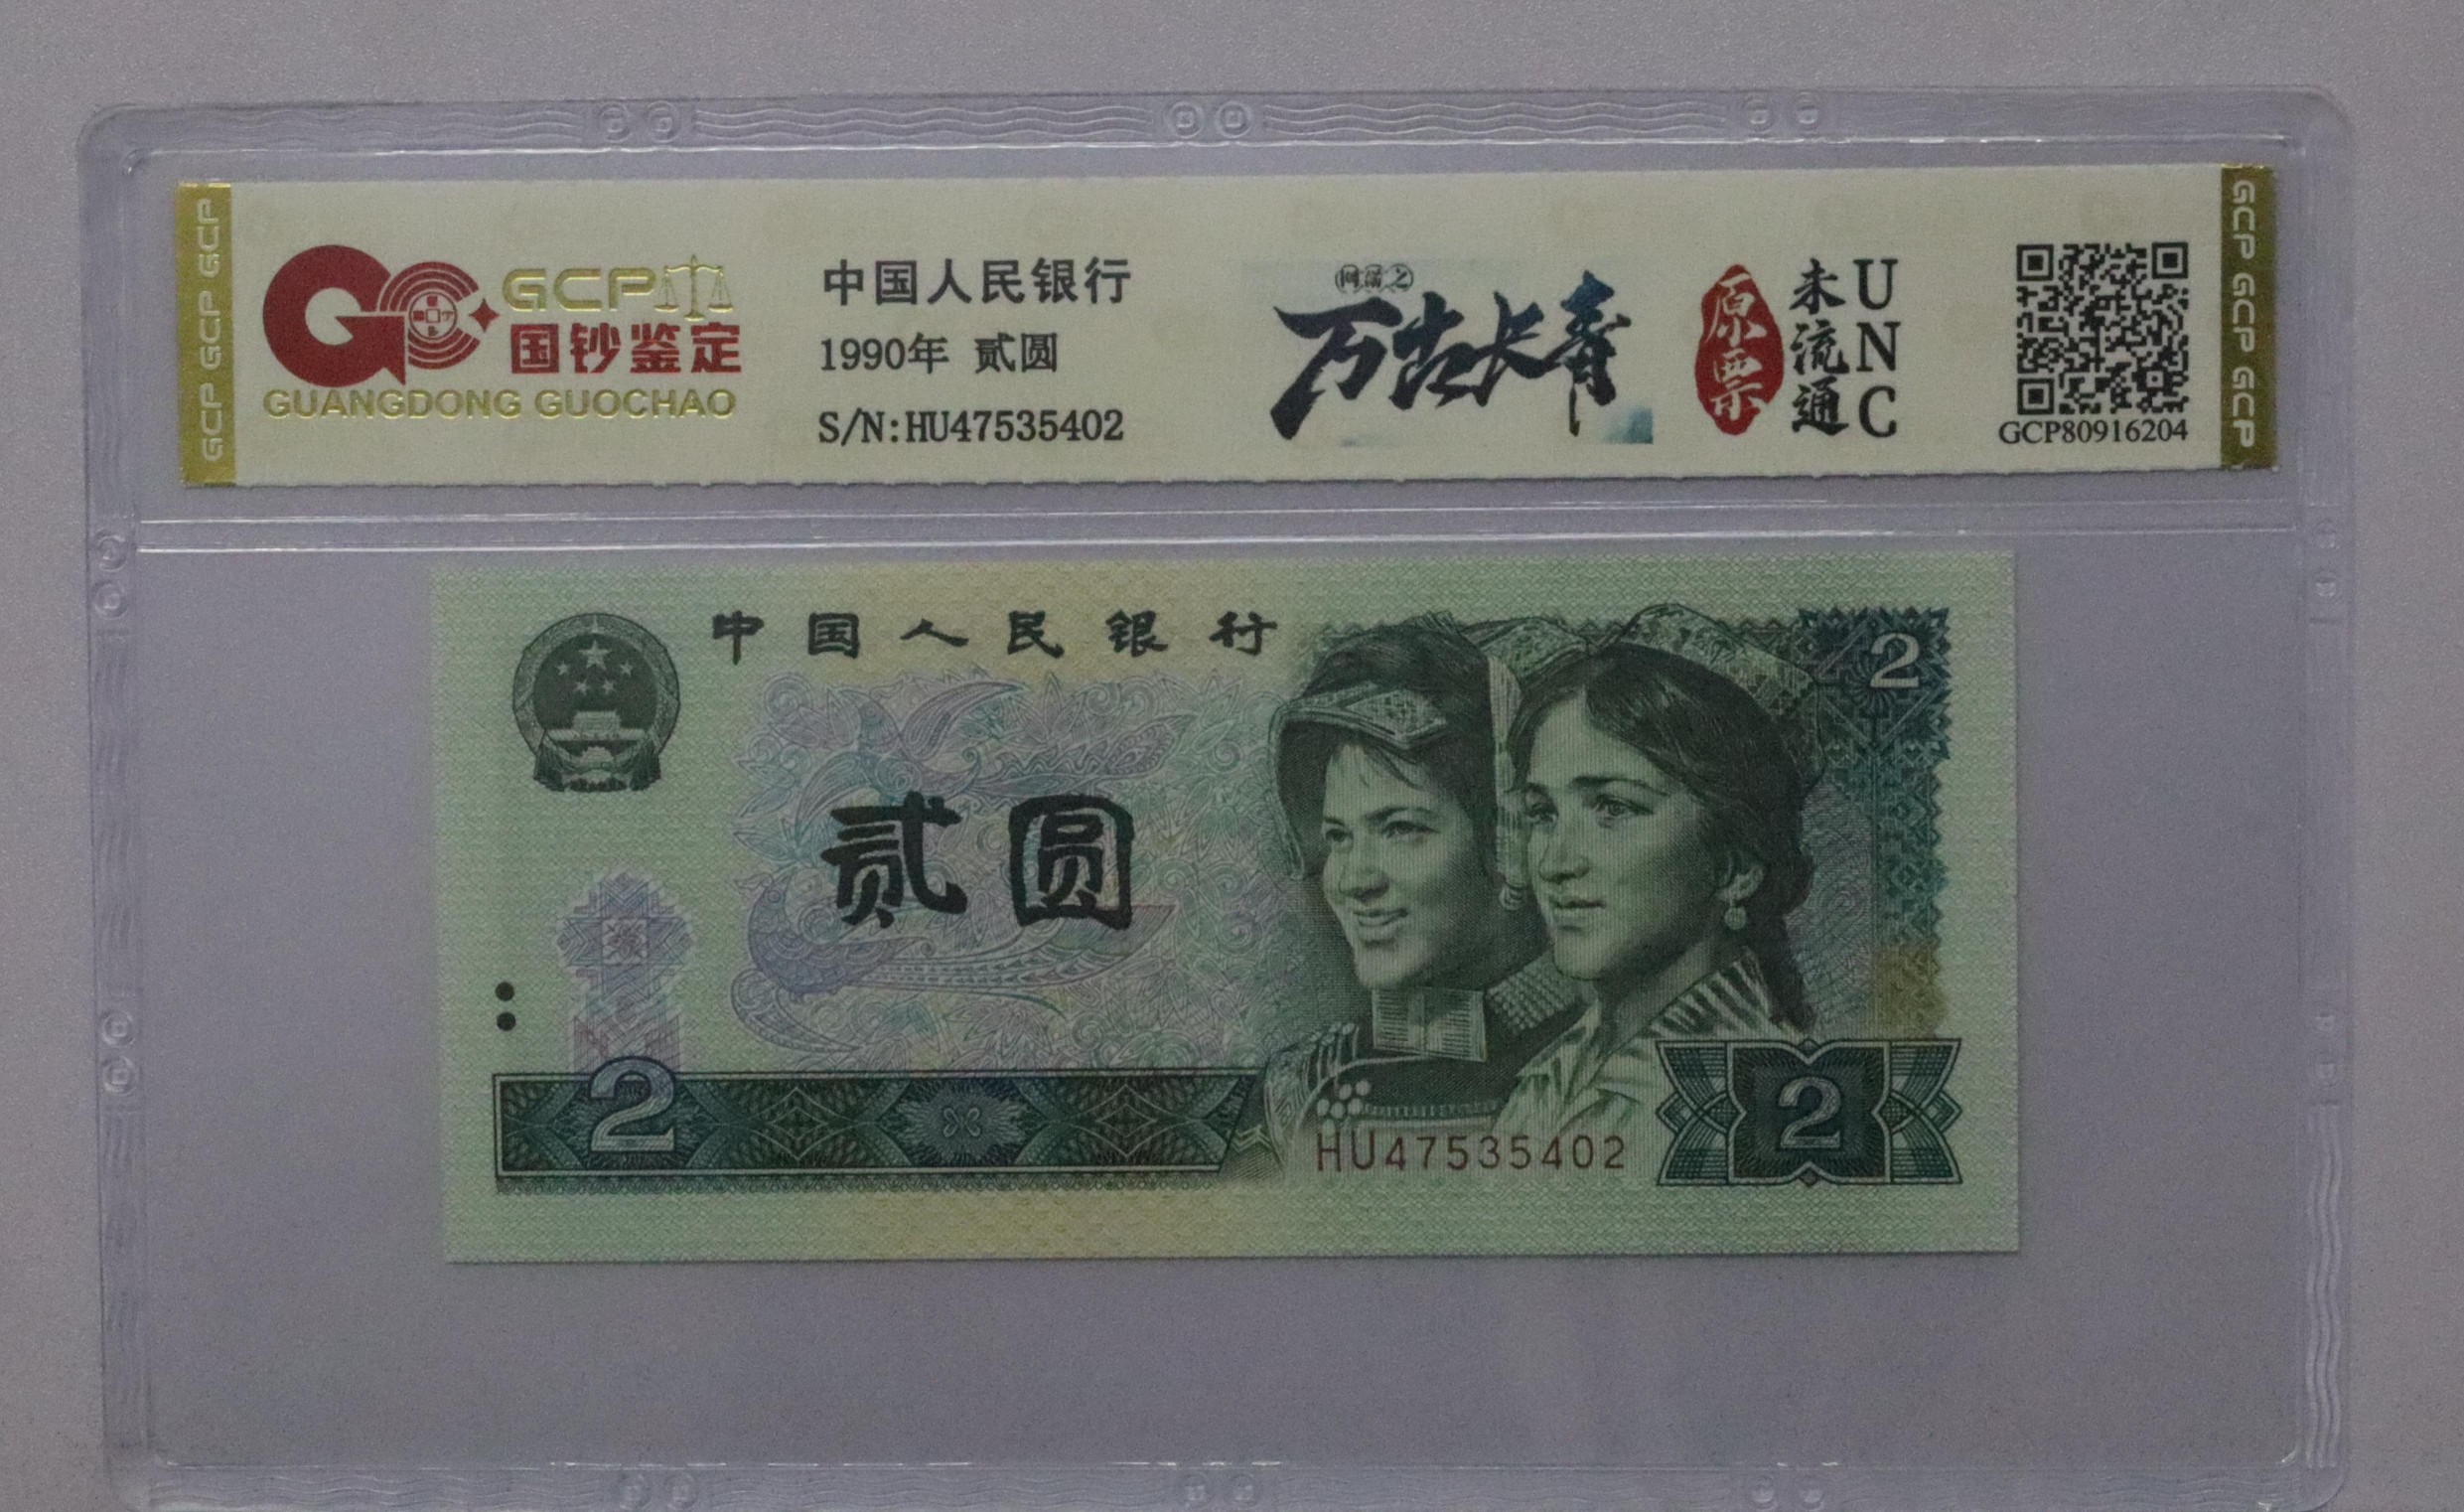 GCP GCP GCP
GCP
国钞鉴定
GUANGDONG GUOCHAO
中国人民银行
1990年 贰圆
S/N:HU47535402
万古长青
原票
未流通
UNC
GCP80916204
GCP GCP GCP
中国人民银行
2
贰圆
2
HU47535402
2